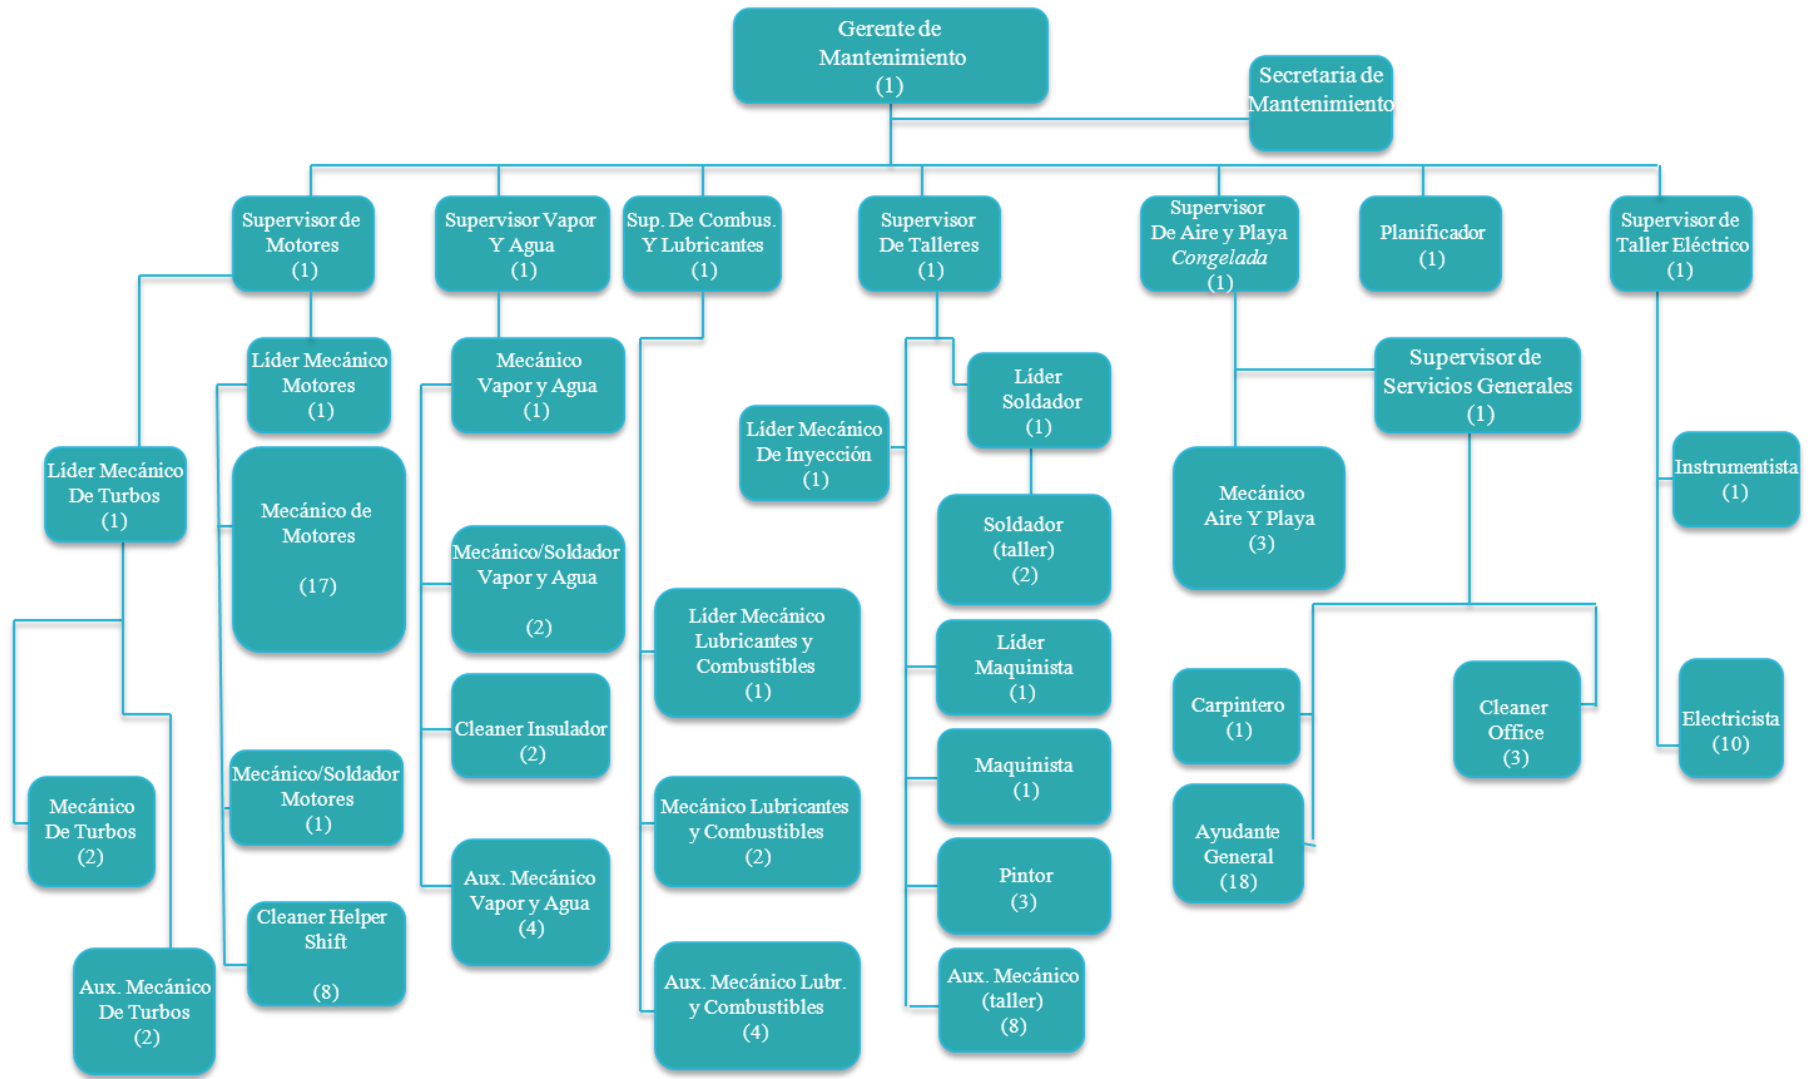 Gerente de
Mantenimiento
(1)
Secretaria de
Mantenimiento
Supervisor de
Motores
(1)
Supervisor Vapor
Y Agua
(1)
Sup. De Combus.
Y Lubricantes
(1)
Supervisor
De Talleres
(1)
Supervisor
De Aire y Playa
Congelada
(1)
Planificador
(1)
Supervisor de
Taller Eléctrico
(1)
Líder Mecánico
Motores
(1)
Mecánico
Vapor y Agua
(1)
Líder
Soldador
(1)
Supervisor de
Servicios Generales
(1)
Líder Mecánico
De Inyección
(1)
Líder Mecánico
De Turbos
(1)
Mecánico de
Motores
(17)
Mecánico/Soldador
Vapor y Agua
(2)
Soldador
(taller)
(2)
Mecánico
Aire Y Playa
(3)
Instrumentista
(1)
Líder Mecánico
Lubricantes y
Combustibles
(1)
Líder
Maquinista
(1)
Carpintero
(1)
Cleaner
Office
(3)
Electricista
(10)
Cleaner Insulador
(2)
Maquinista
(1)
Mecánico/Soldador
Motores
(1)
Mecánico
De Turbos
(2)
Mecánico Lubricantes
y Combustibles
(2)
Ayudante
General
(18)
Aux. Mecánico
Vapor y Agua
(4)
Pintor
(3)
Cleaner Helper
Shift
(8)
Aux. Mecánico
De Turbos
(2)
Aux. Mecánico Lubr.
y Combustibles
(4)
Aux. Mecánico
(taller)
(8)